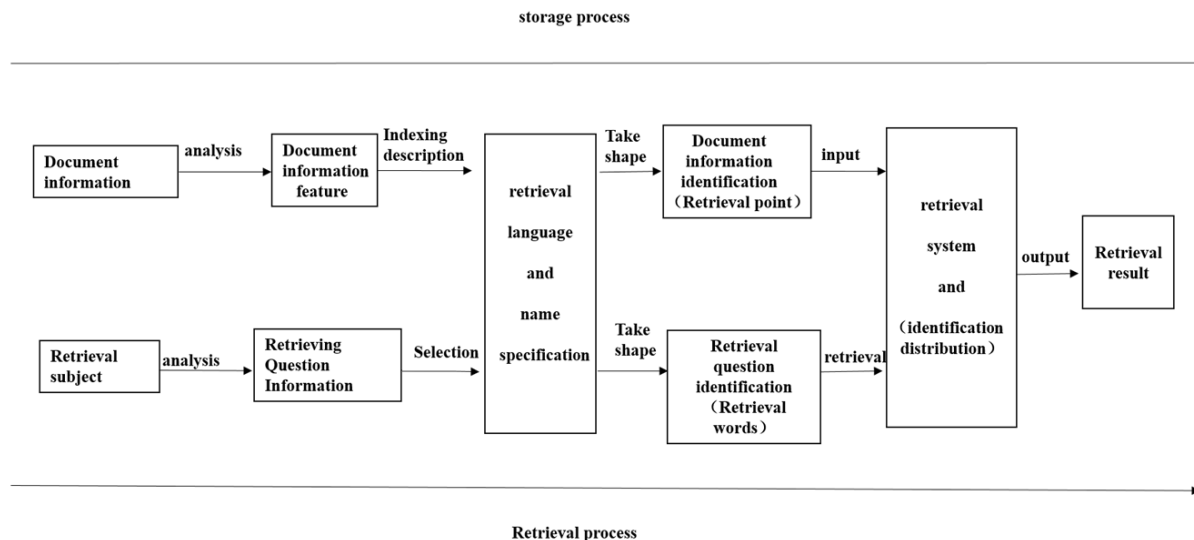 storage process
Document
information
analysis
Document
information
feature
Indexing
description
retrieval
language
and
name
specification
Take
shape
Document
information
identification
（Retrieval point）
input
retrieval
system
and
（identification
distribution）
output
Retrieval
result
Retrieval
subject
analysis
Retrieving
Question
Information
Selection
Take
shape
Retrieval
question
identification
（Retrieval
words）
retrieval
Retrieval process